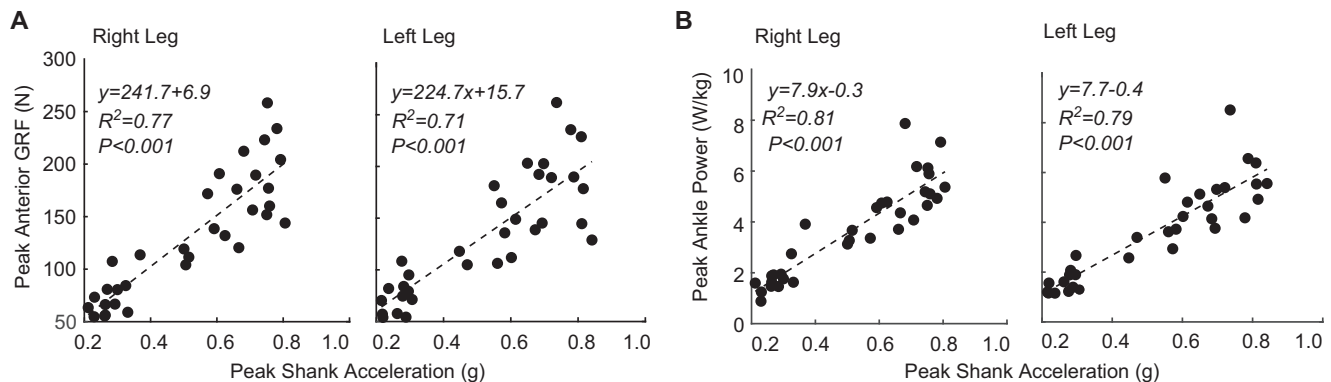 A
Right Leg
Left Leg
Peak Anterior GRF (N)
300
250
200
150
100
50
y=241.7+6.9
R²=0.77
P<0.001
y=224.7x+15.7
R²=0.71
P<0.001
0.2 0.4 0.6 0.8 1.0
0.2 0.4 0.6 0.8 1.0
Peak Shank Acceleration (g)
B
Right Leg
Left Leg
Peak Ankle Power (W/kg)
10
8
6
4
2
0
y=7.9x-0.3
R²=0.81
P<0.001
y=7.7-0.4
R²=0.79
P<0.001
0.2 0.4 0.6 0.8 1.0
0.2 0.4 0.6 0.8 1.0
Peak Shank Acceleration (g)